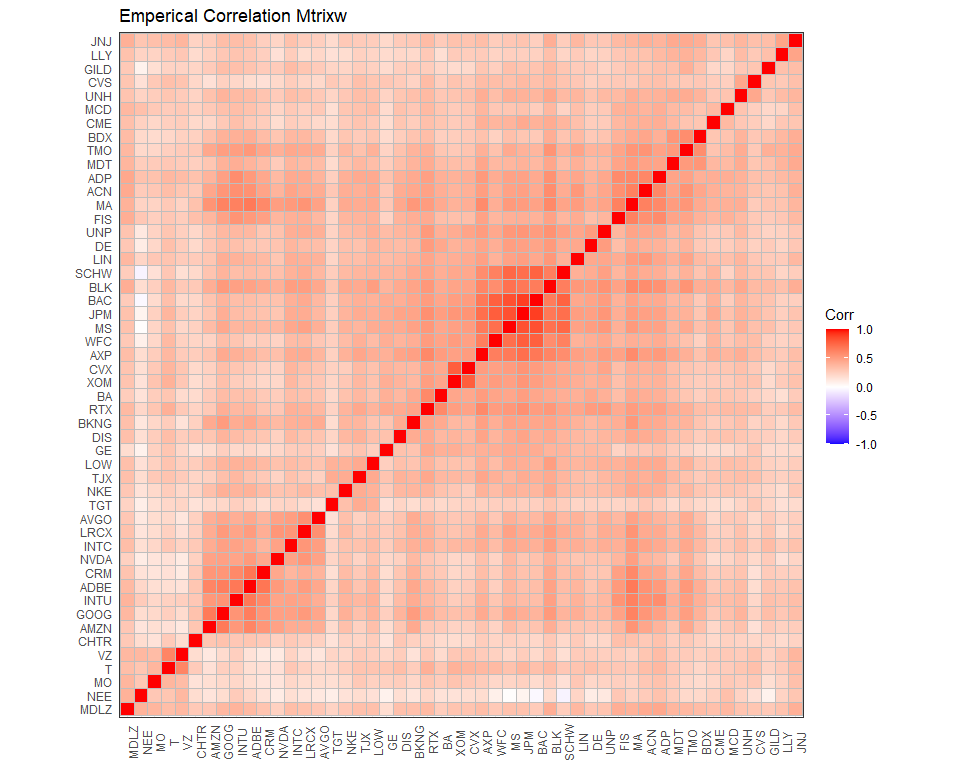 Emperical Correlation Mtrixw
JNJ
LLY
GILD
CVS
UNH
MCD
CME
BDX
TMO
MDT
ADP
ACN
MA
FIS
UNP
DE
LIN
SCHW
BLK
BAC
JPM
MS
WFC
AXP
CVX
XOM
BA
RTX
BKNG
DIS
GE
LOW
TJX
NKE
TGT
AVGO
LRCX
INTC
NVDA
CRM
ADBE
INTU
GOOG
AMZN
CHTR
VZ
T
MO
NEE
MDLZ
Corr
1.0
0.5
0.0
-0.5
-1.0
MDLZ
NEE
MO
T
VZ
CHTR
AMZN
GOOG
INTU
ADBE
CRM
NVDA
INTC
LRCX
AVGO
TGT
NKE
TJX
LOW
GE
DIS
BKNG
RTX
BA
XOM
CVX
AXP
WFC
MS
JPM
BAC
BLK
SCHW
LIN
DE
UNP
FIS
MA
ACN
ADP
MDT
TMO
BDX
CME
MCD
UNH
CVS
GILD
LLY
JNJ